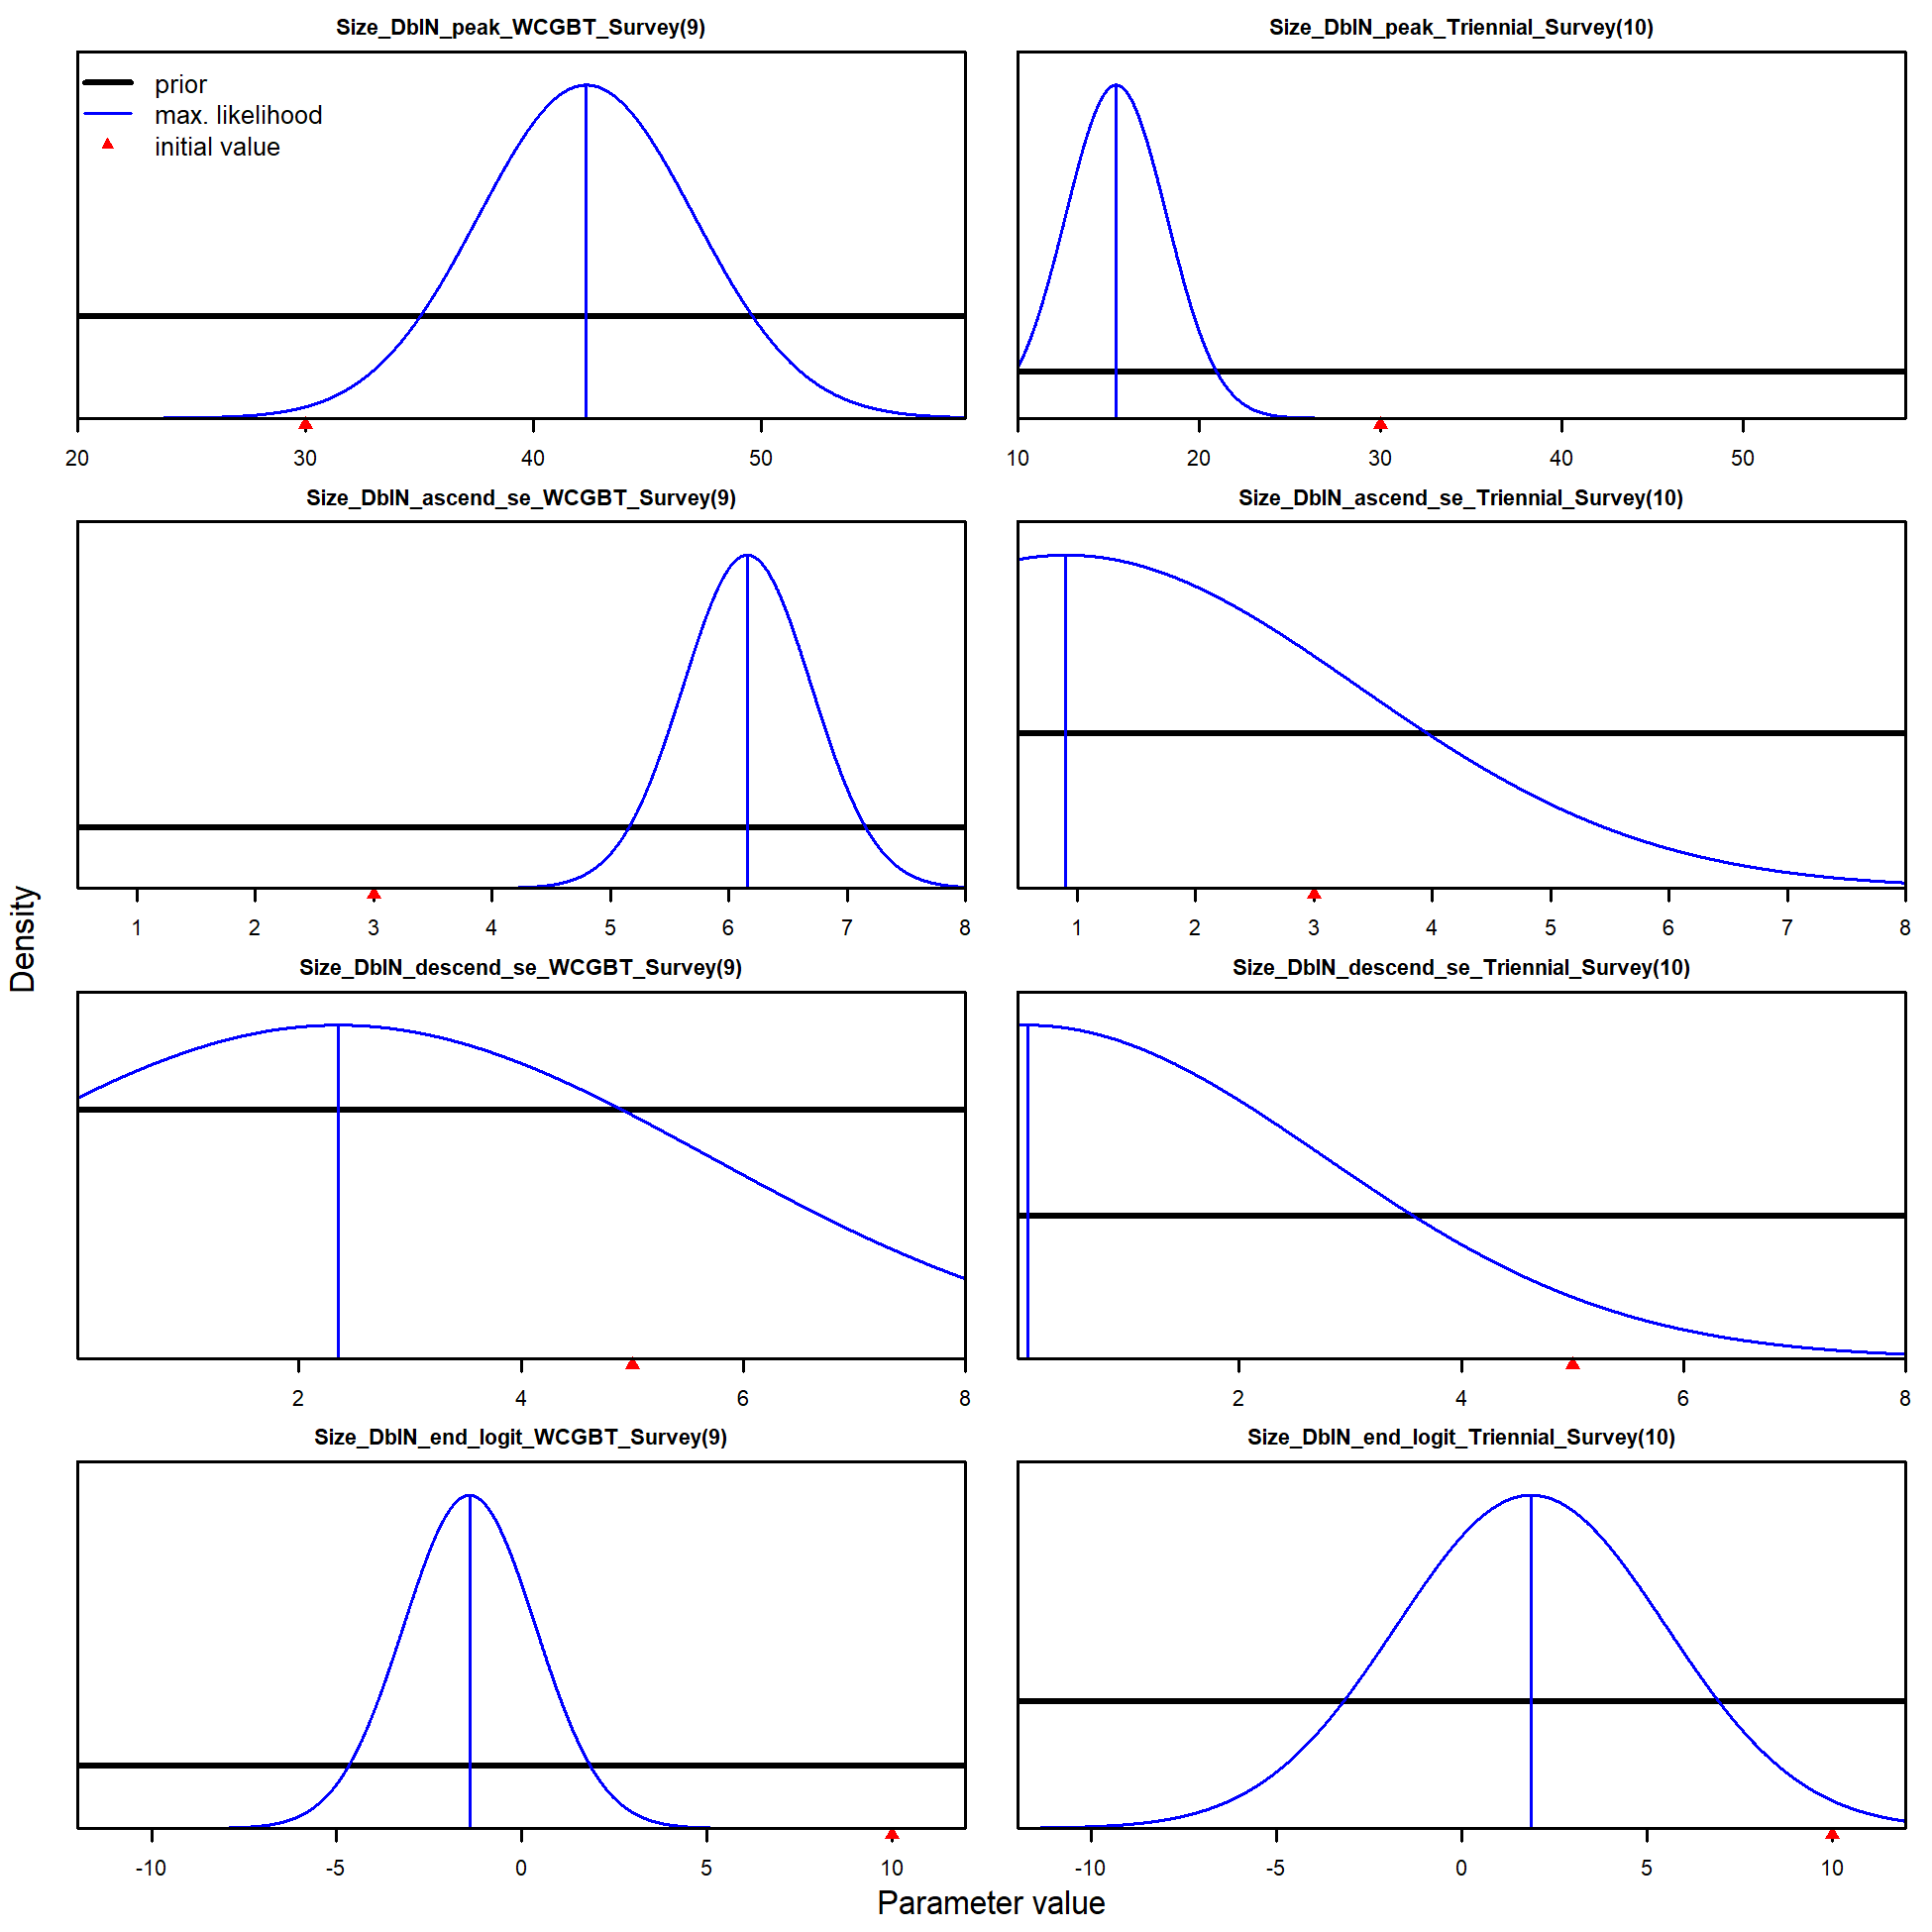 Size_DblN_peak_WCGBT_Survey(9)
Size_DblN_peak_Triennial_Survey(10)
prior
max. likelihood
initial value
20 30 40 50
10 20 30 40 50
Size_DblN_ascend_se_WCGBT_Survey(9)
Size_DblN_ascend_se_Triennial_Survey(10)
1 2 3 4 5 6 7 8
1 2 3 4 5 6 7 8
Density
Size_DblN_descend_se_WCGBT_Survey(9)
Size_DblN_descend_se_Triennial_Survey(10)
2 4 6 8
2 4 6 8
Size_DblN_end_logit_WCGBT_Survey(9)
Size_DblN_end_logit_Triennial_Survey(10)
-10 -5 0 5 10
-10 -5 0 5 10
Parameter value